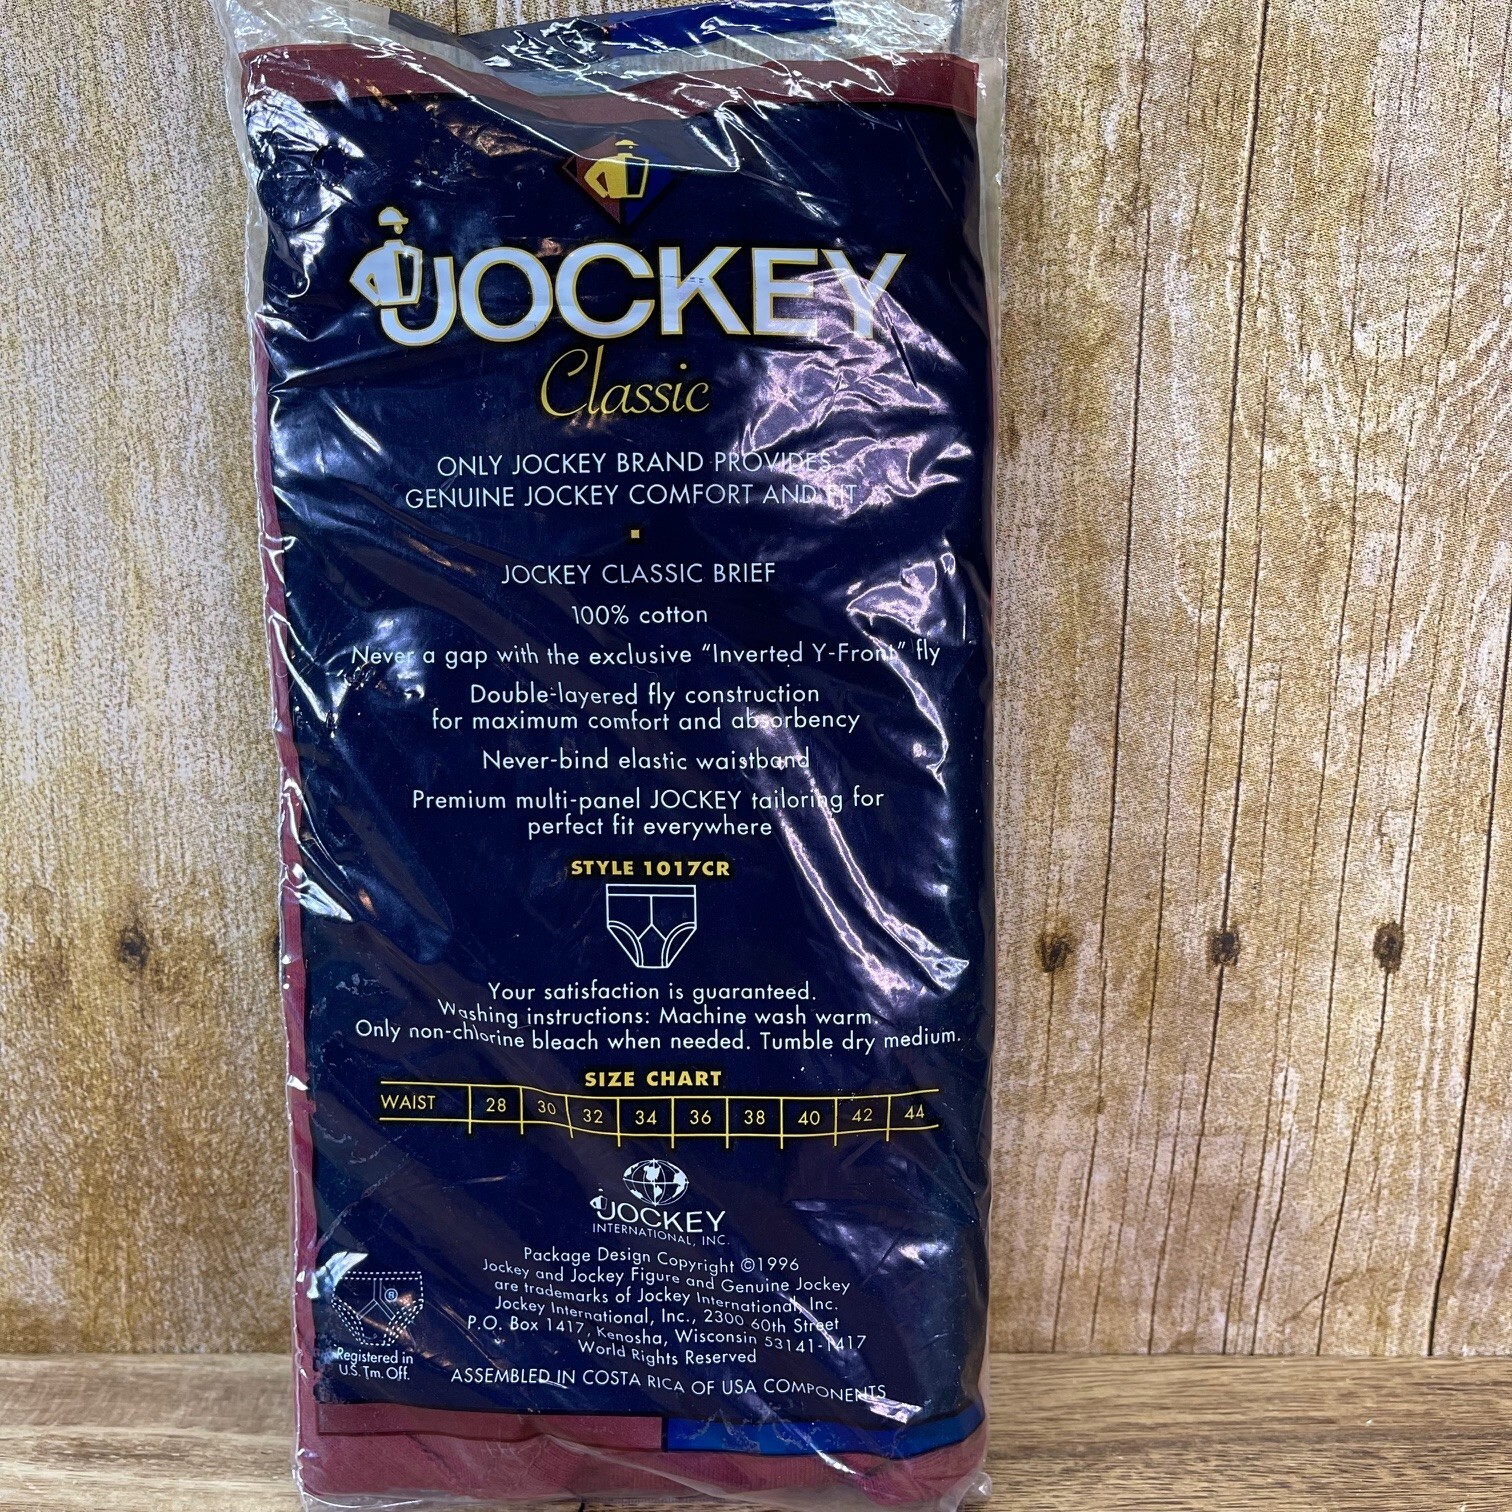 JOCKEY
Classic
ONLY JOCKEY BRAND PROVIDES
GENUINE JOCKEY COMFORT AND FIT
JOCKEY CLASSIC BRIEF
100% cotton
Never a gap with the exclusive “Inverted Y-Front” fly
Double-layered fly construction
for maximum comfort and absorbency
Never-bind elastic waistband
Premium multi-panel JOCKEY tailoring for
perfect fit everywhere
STYLE 1017CR
Your satisfaction is guaranteed.
Washing instructions: Machine wash warm.
Only non-chlorine bleach when needed. Tumble dry medium.
SIZE CHART
WAIST 28 30 32 34 36 38 40 42 44
JOCKEY
INTERNATIONAL, INC.
Package Design Copyright ©1996
Jockey and Jockey Figure and Genuine Jockey
are trademarks of Jockey International, Inc.
Jockey International, Inc., 2300 60th Street
P.O. Box 1417, Kenosha, Wisconsin 53141-1417
World Rights Reserved
®
Registered in
U.S. Tm. Off.
ASSEMBLED IN COSTA RICA OF USA COMPONENTS